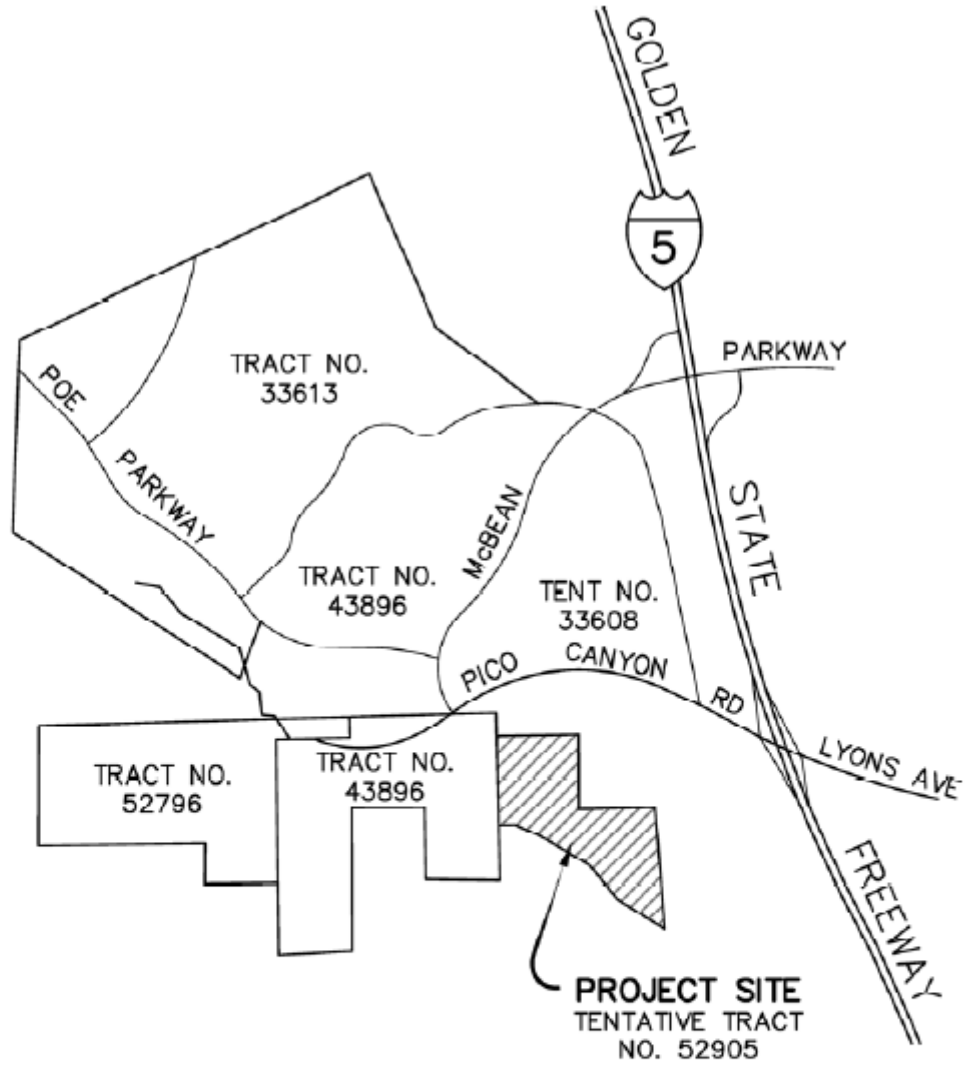 GOLDEN
5
PARKWAY
TRACT NO.
33613
POE
PARKWAY
McBEAN
STATE
TRACT NO.
43896
TENT NO.
33608
PICO CANYON RD
LYONS AVE
TRACT NO.
52796
TRACT NO.
43896
FREEWAY
PROJECT SITE
TENTATIVE TRACT
NO. 52905